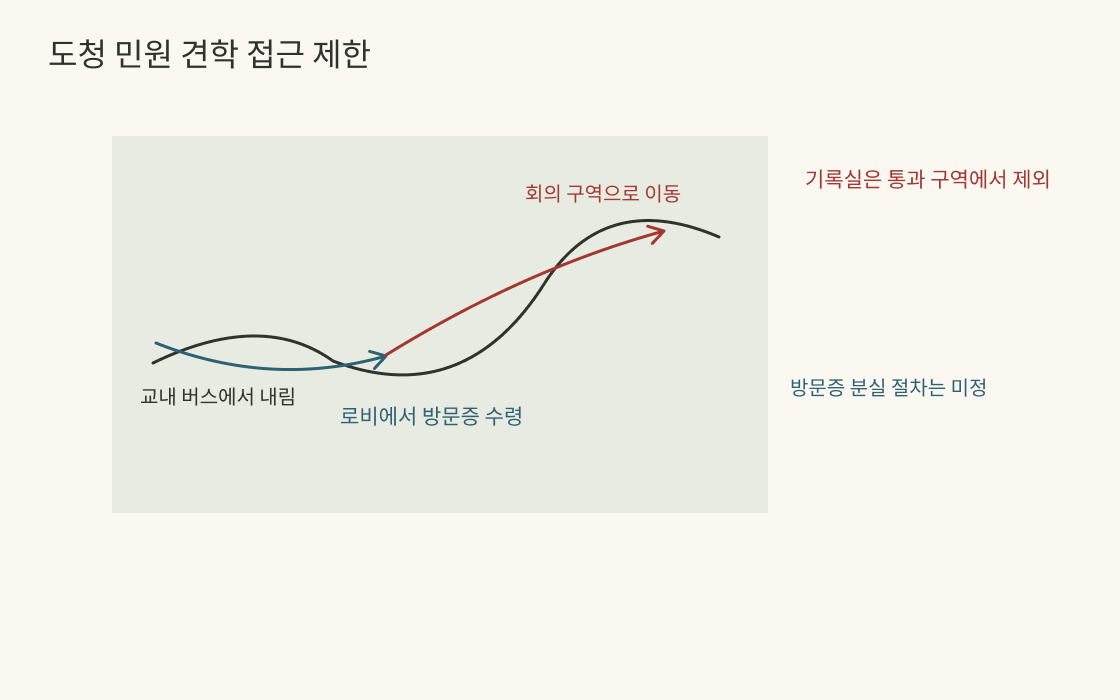 도청 민원 견학 접근 제한
기록실은 통과 구역에서 제외
회의 구역으로 이동
방문증 분실 절차는 미정
교내 버스에서 내림
로비에서 방문증 수령